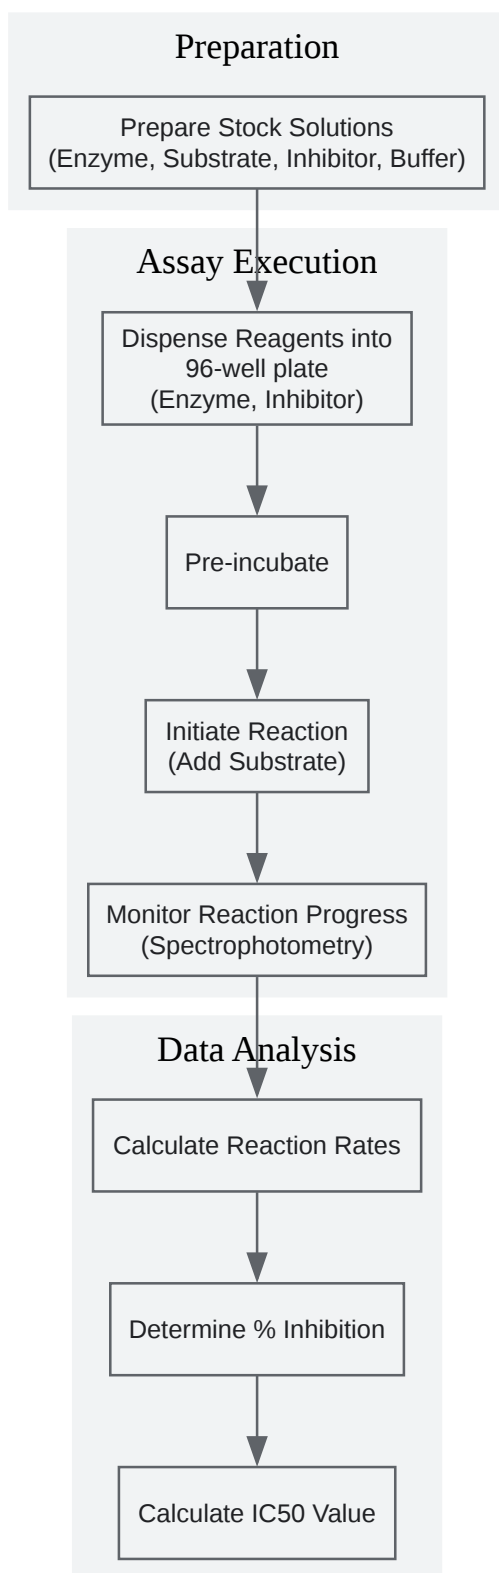 Preparation
Prepare Stock Solutions
(Enzyme, Substrate, Inhibitor, Buffer)
Assay Execution
Dispense Reagents into
96-well plate
(Enzyme, Inhibitor)
Pre-incubate
Initiate Reaction
(Add Substrate)
Monitor Reaction Progress
(Spectrophotometry)
Data Analysis
Calculate Reaction Rates
Determine % Inhibition
Calculate IC50 Value